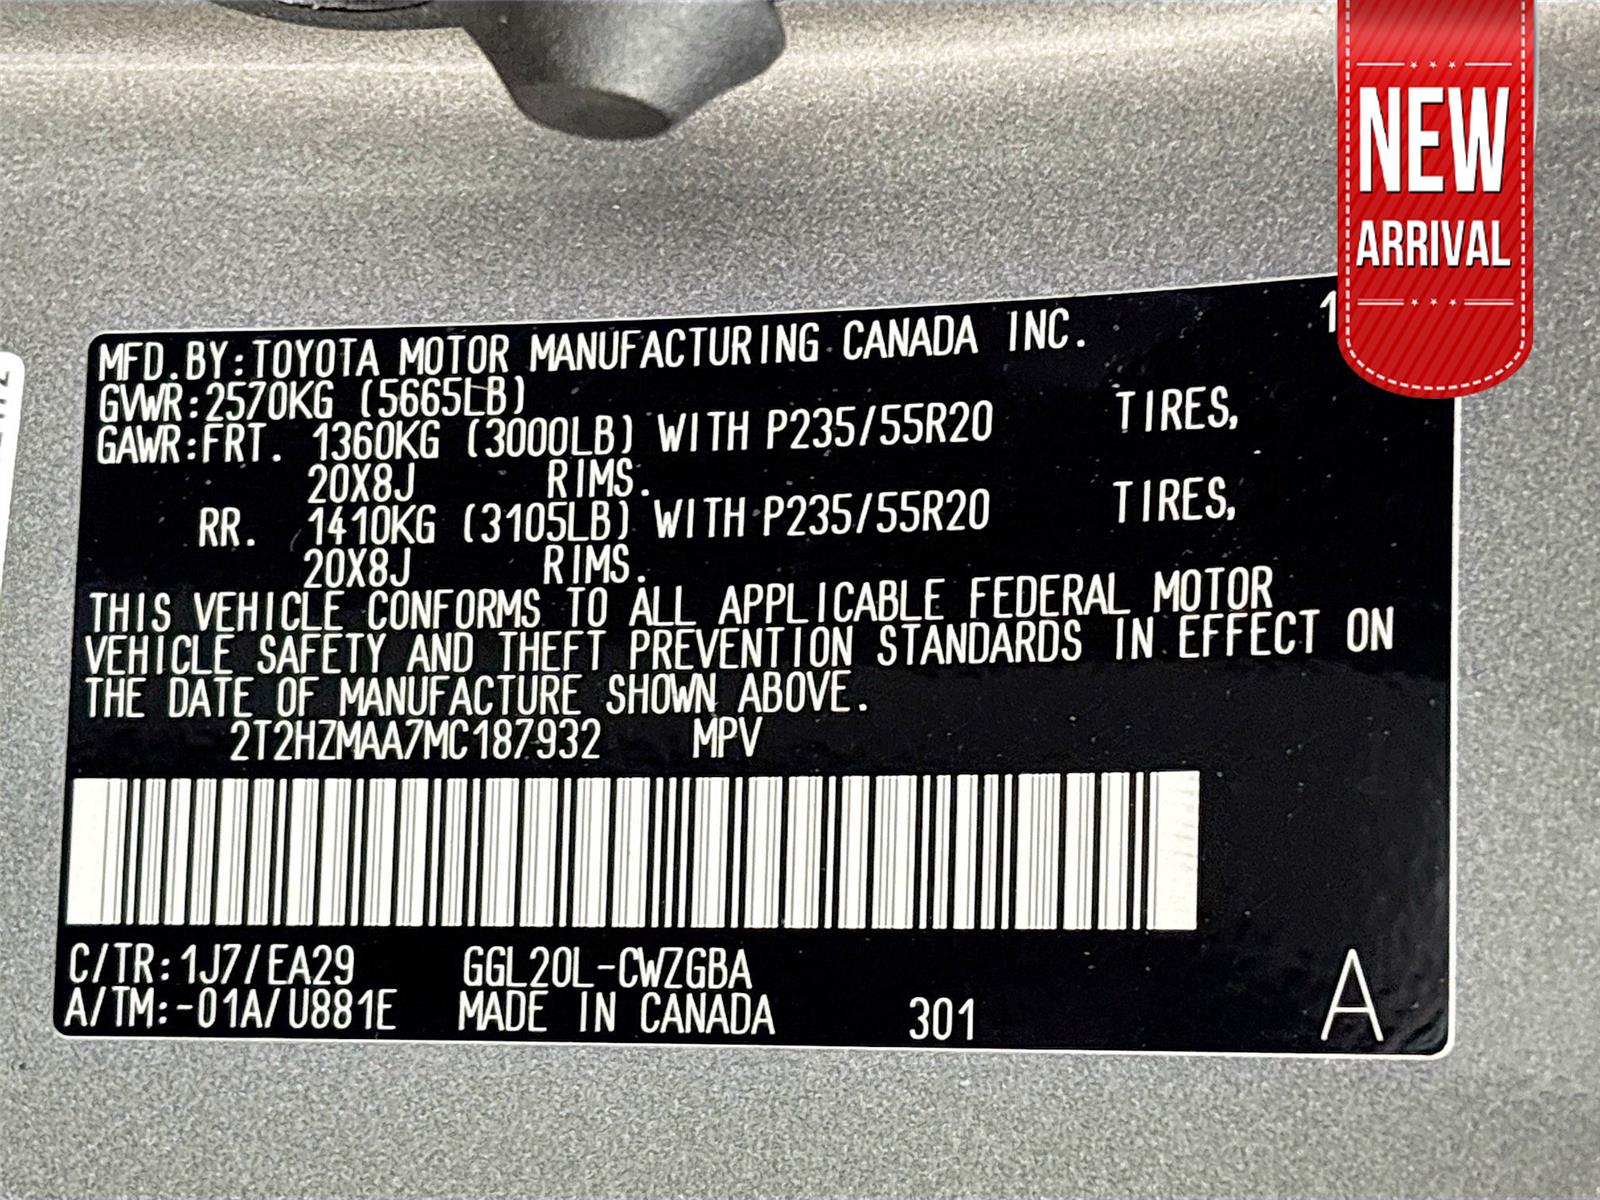 NEW
ARRIVAL
MFD.BY:TOYOTA MOTOR MANUFACTURING CANADA INC. 1
GVWR:2570KG (5665LB)
GAWR:FRT. 1360KG (3000LB) WITH P235/55R20 TIRES,
20X8J RIMS.
RR. 1410KG (3105LB) WITH P235/55R20 TIRES,
20X8J RIMS.
THIS VEHICLE CONFORMS TO ALL APPLICABLE FEDERAL MOTOR
VEHICLE SAFETY AND THEFT PREVENTION STANDARDS IN EFFECT ON
THE DATE OF MANUFACTURE SHOWN ABOVE.
2T2HZMAA7MC187932 MPV
C/TR:1J7/EA29 GGL20L-CWZGBA
A/TM:-01A/U881E MADE IN CANADA 301 A